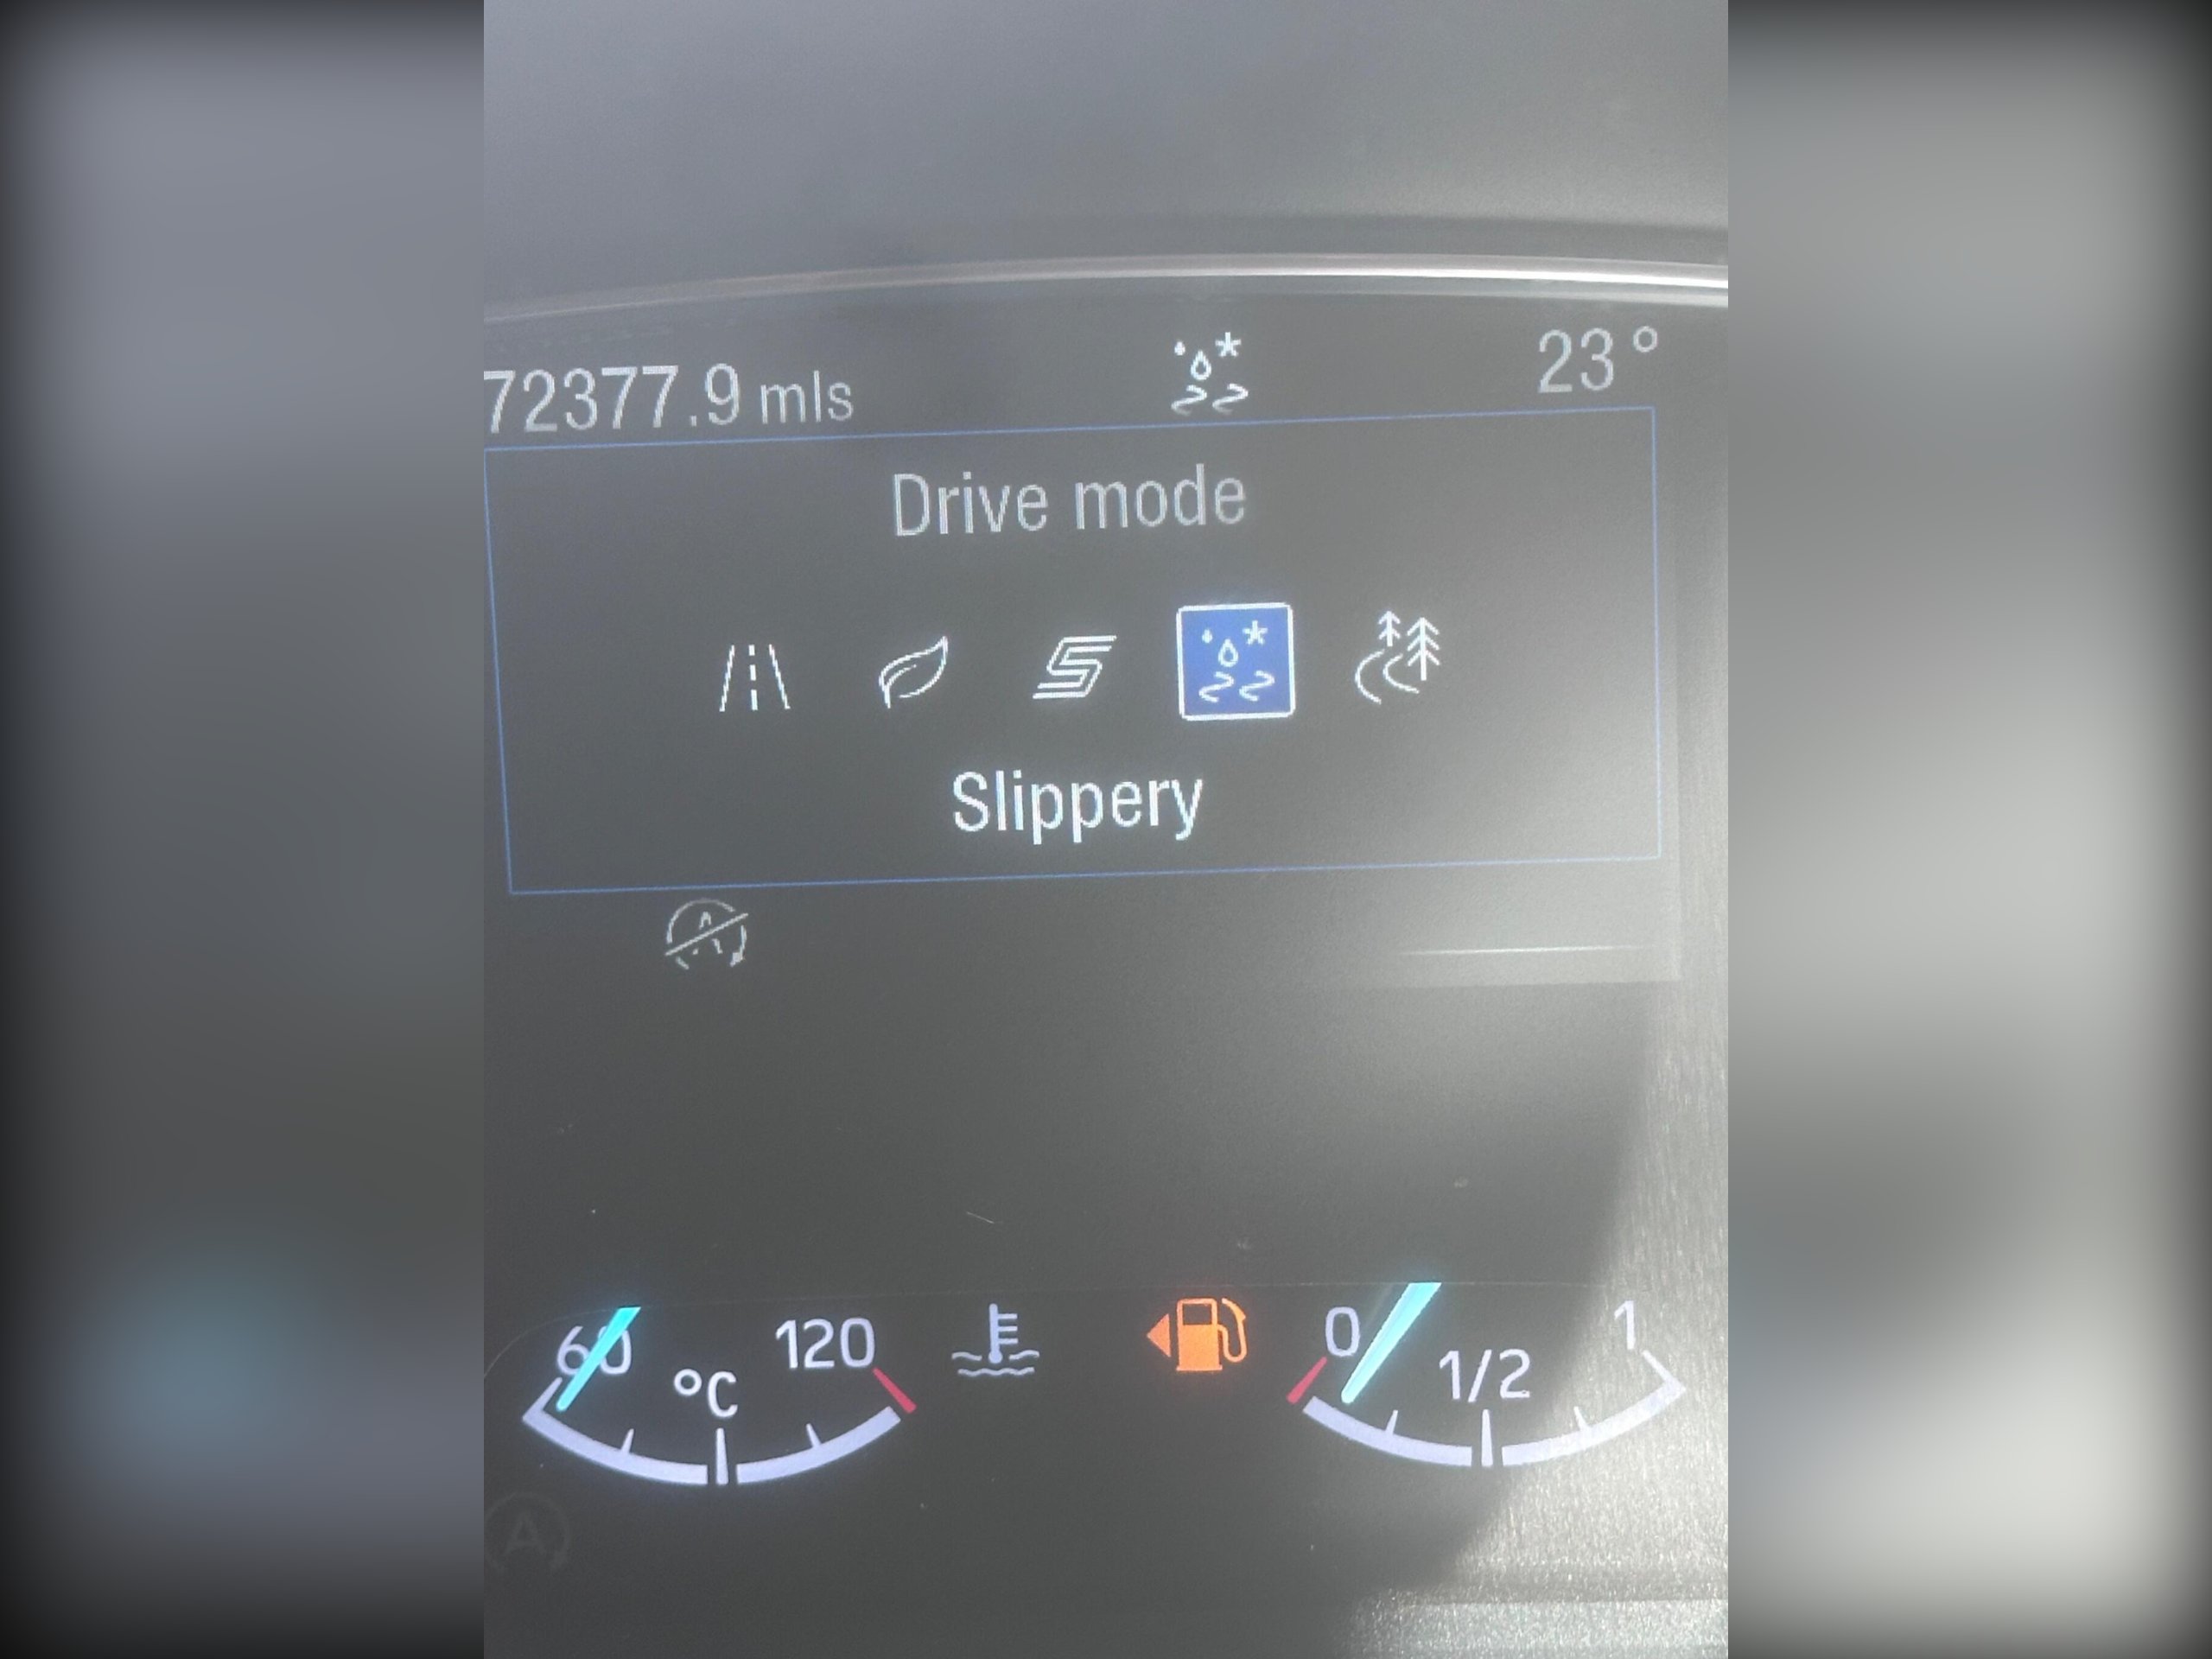 72377.9 mls
23°
Drive mode
Slippery
60 °C 120
0 1/2 1